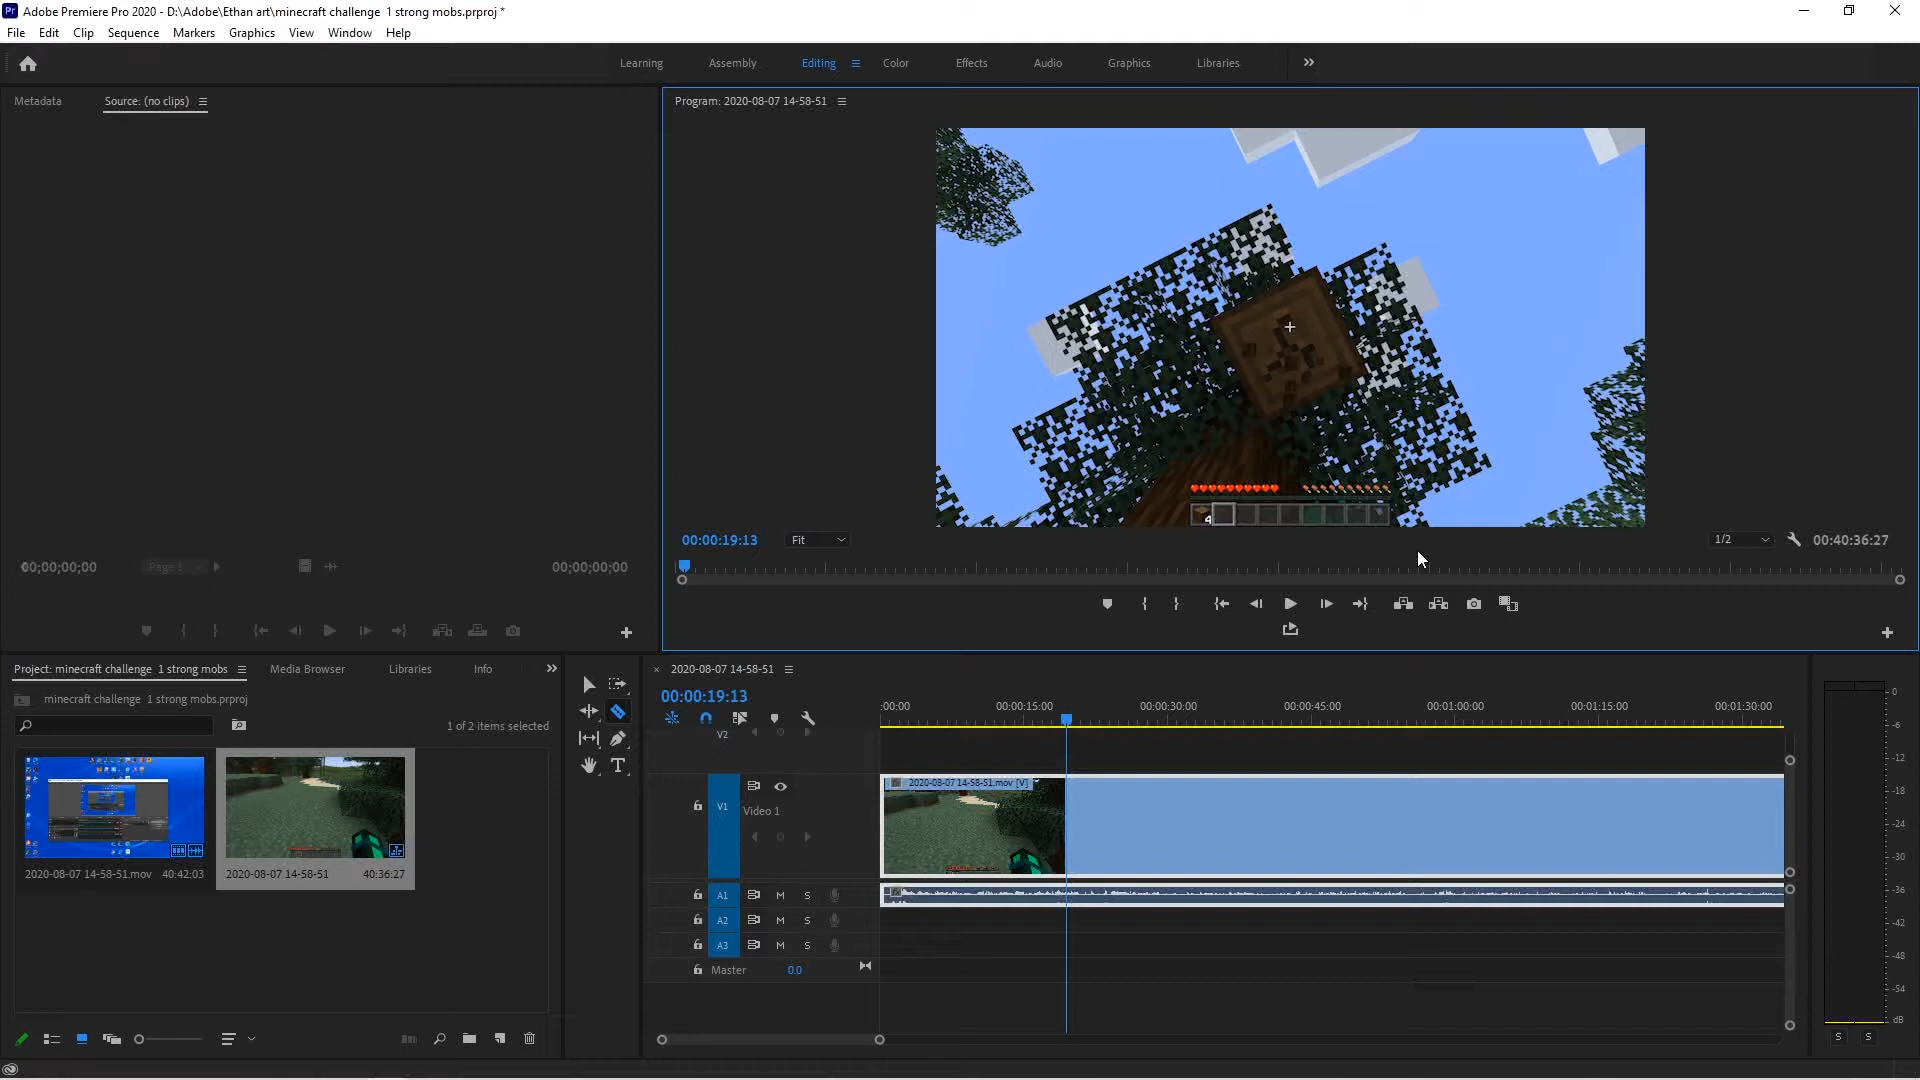 Pr Adobe Premiere Pro 2020 - D:\Adobe\Ethan art\minecraft challenge  1 strong mobs.prproj *
File Edit Clip Sequence Markers Graphics View Window Help
Learning Assembly Editing Color Effects Audio Graphics Libraries
Metadata Source: (no clips)
Program: 2020-08-07 14-58-51
4
00:00:19:13 Fit 1/2 00:40:36:27
00;00;00;00 Page 1 00;00;00;00
Project: minecraft challenge  1 strong mobs Media Browser Libraries Info
minecraft challenge  1 strong mobs.prproj
1 of 2 items selected
2020-08-07 14-58-51.mov 40:42:03
2020-08-07 14-58-51 40:36:27
× 2020-08-07 14-58-51
00:00:19:13
:00:00 00:00:15:00 00:00:30:00 00:00:45:00 00:01:00:00 00:01:15:00 00:01:30:00
V2
fx 2020-08-07 14-58-51.mov [V]
V1 Video 1
A1 M S
A2 M S
A3 M S
Master 0.0
0
-6
-12
-18
-24
-30
-36
-42
-48
-54
dB
S S